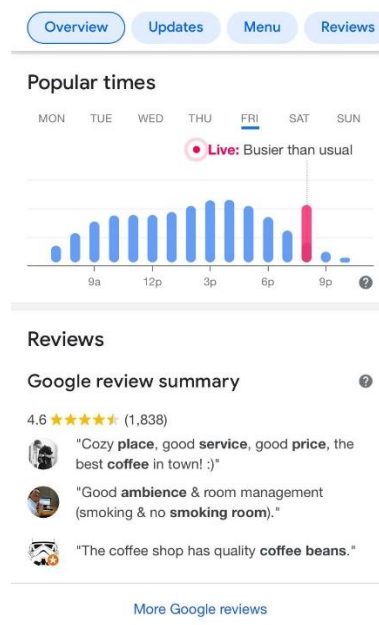 Overview Updates Menu Reviews
Popular times
MON TUE WED THU FRI SAT SUN
Live: Busier than usual
9a 12p 3p 6p 9p ?
Reviews
Google review summary ?
4.6 (1,838)
"Cozy place, good service, good price, the
best coffee in town! :)"
"Good ambience & room management
(smoking & no smoking room)."
"The coffee shop has quality coffee beans."
More Google reviews